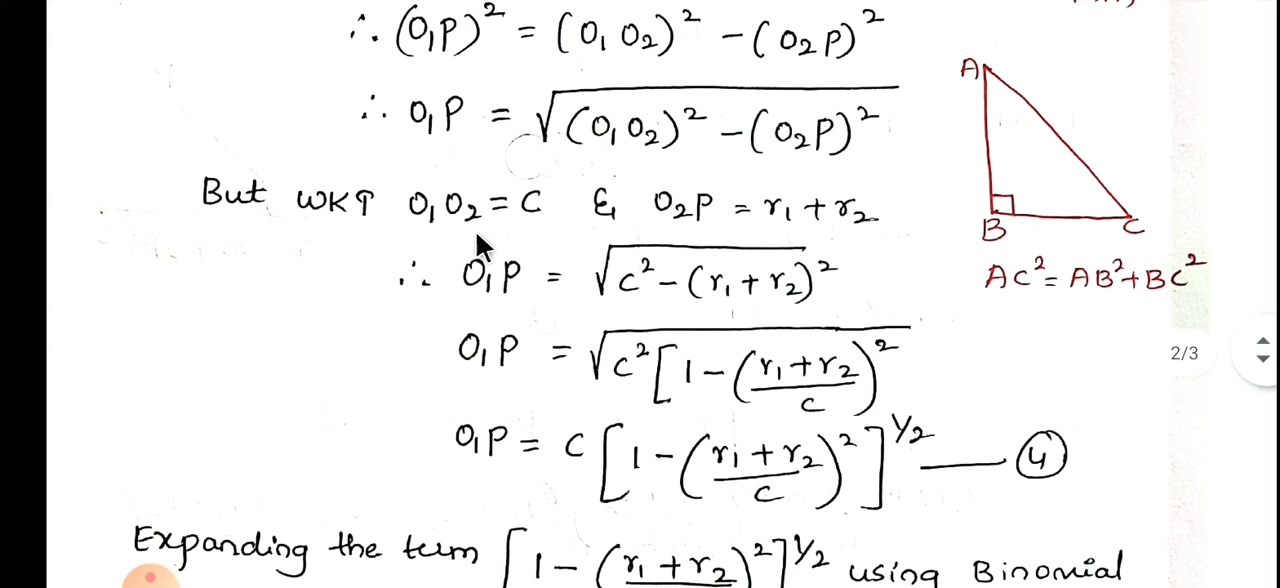 ∴ (O₁P)² = (O₁O₂)² - (O₂P)²
∴ O₁P = √(O₁O₂)² - (O₂P)²
A
But WKT O₁O₂ = C & O₂P = r₁ + r₂
B C
∴ O₁P = √C² - (r₁ + r₂)²
AC² = AB² + BC²
O₁P = √C² [1 - (r₁ + r₂ / C)²
2/3
O₁P = C [1 - (r₁ + r₂ / C)²]^1/2 —— ④
Expanding the term [1 - (r₁ + r₂)²]^1/2 using Binomial